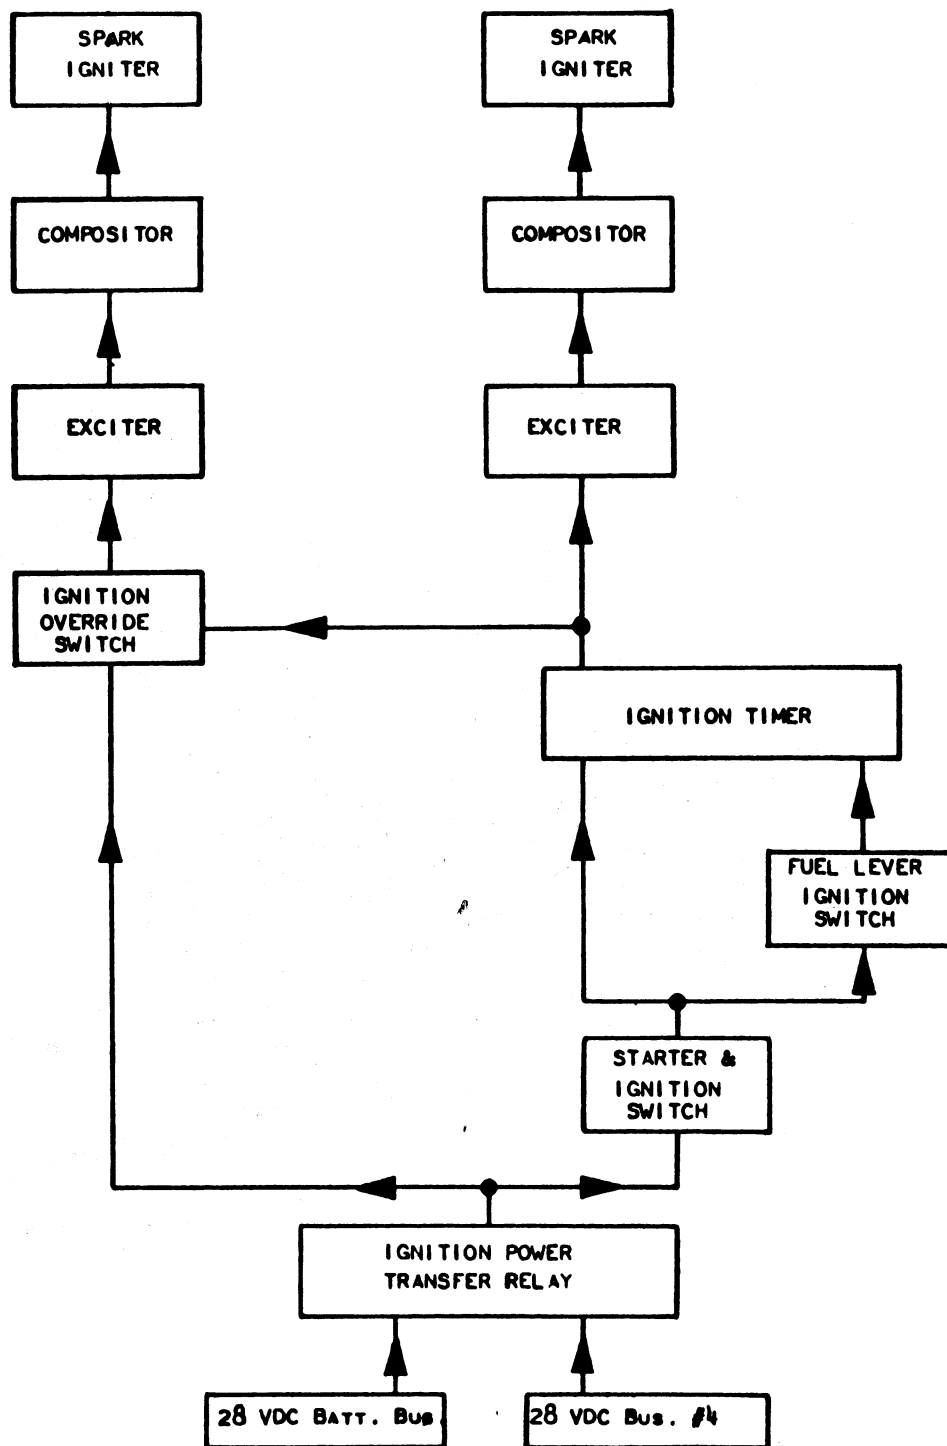 SPARK
IGNITER
SPARK
IGNITER
COMPOSITOR
COMPOSITOR
EXCITER
EXCITER
IGNITION
OVERRIDE
SWITCH
IGNITION TIMER
FUEL LEVER
IGNITION
SWITCH
STARTER &
IGNITION
SWITCH
IGNITION POWER
TRANSFER RELAY
28 VDC BATT. BUS
28 VDC BUS. #4